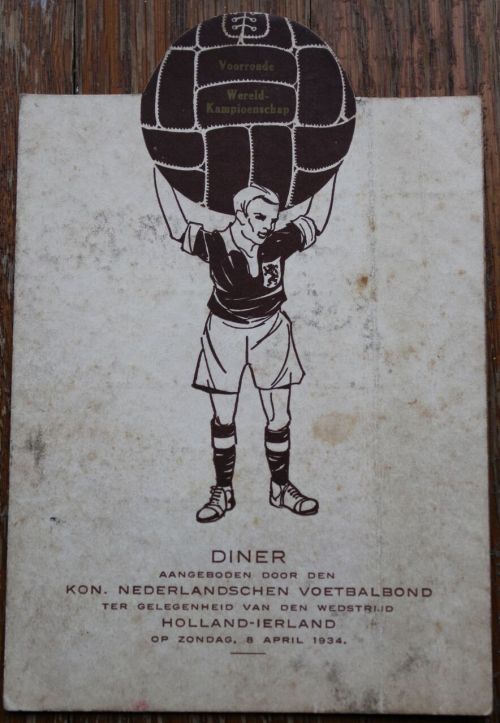 Voorronde
Wereld-
Kampioenschap
DINER
AANGEBODEN DOOR DEN
KON. NEDERLANDSCHEN VOETBALBOND
TER GELEGENHEID VAN DEN WEDSTRIJD
HOLLAND-IERLAND
OP ZONDAG, 8 APRIL 1934.